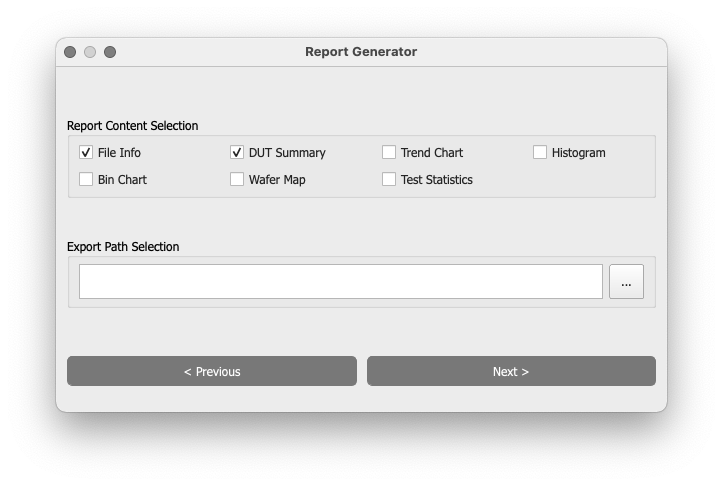 Report Generator
Report Content Selection
File Info
DUT Summary
Trend Chart
Histogram
Bin Chart
Wafer Map
Test Statistics
Export Path Selection
...
< Previous
Next >